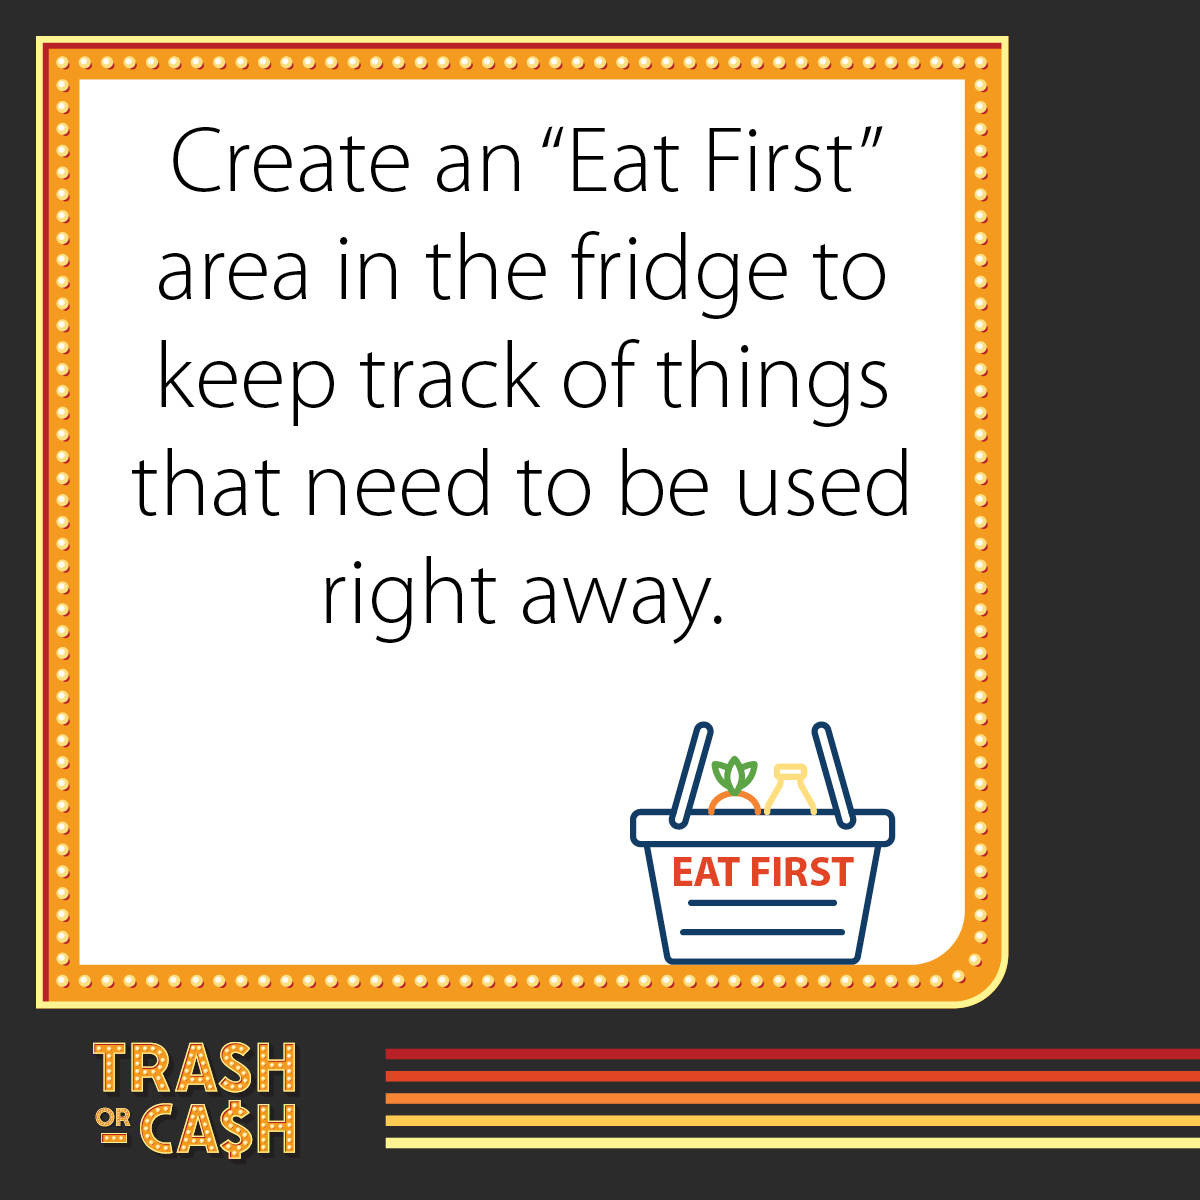 Create an “Eat First”
area in the fridge to
keep track of things
that need to be used
right away.
EAT FIRST
TRASH
OR CA$H